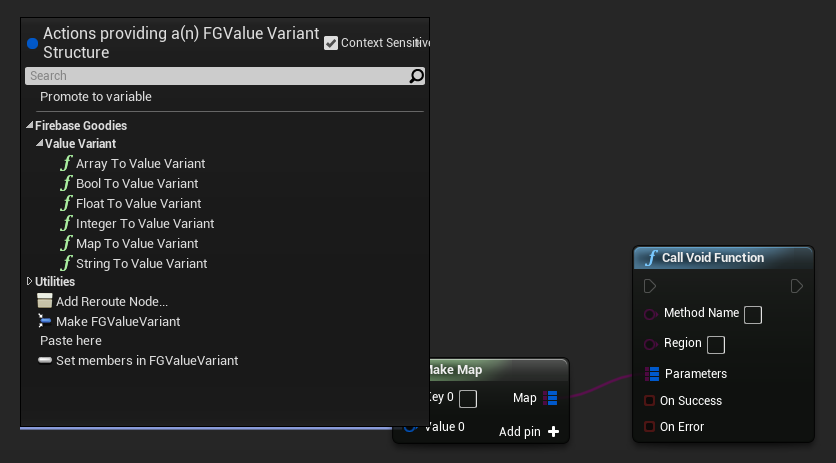 Actions providing a(n) FGValue Variant
Structure
Context Sensitive
Search
Promote to variable
Firebase Goodies
Value Variant
Array To Value Variant
Bool To Value Variant
Float To Value Variant
Integer To Value Variant
Map To Value Variant
String To Value Variant
Utilities
Add Reroute Node...
Make FGValueVariant
Paste here
Set members in FGValueVariant
Make Map
Key 0
Map
Value 0
Add pin
Call Void Function
Method Name
Region
Parameters
On Success
On Error